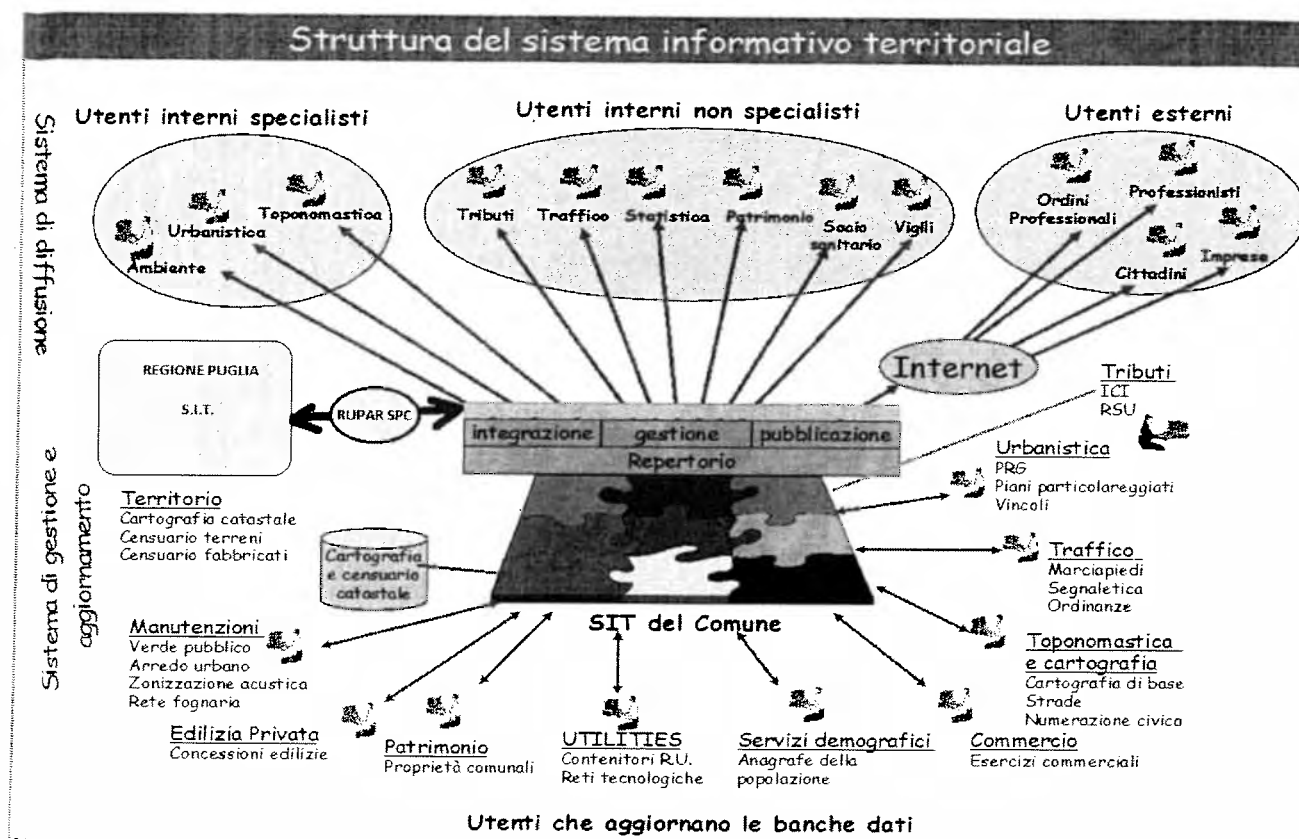 Struttura del sistema informativo territoriale
Sistema di diffusione
Utenti interni specialisti
Utenti interni non specialisti
Utenti esterni
Ambiente
Urbanistica
Toponomastica
Tributi
Traffico
Statistica
Patrimonio
Socio
sanitario
Vigili
Ordini
Professionali
Professionisti
Cittadini
Imprese
REGIONE PUGLIA
S.I.T.
RUPAR SPC
Internet
integrazione
gestione
pubblicazione
Repertorio
Sistema di gestione e
aggiornamento
Territorio
Cartografia catastale
Censuario terreni
Censuario fabbricati
Cartografia
e censuario
catastale
SIT del Comune
Tributi
ICI
RSU
Urbanistica
PRG
Piani particolareggiati
Vincoli
Traffico
Marciapiedi
Segnaletica
Ordinanze
Toponomastica
e cartografia
Cartografia di base
Strade
Numerazione civica
Manutenzioni
Verde pubblico
Arredo urbano
Zonizzazione acustica
Rete fognaria
Edilizia Privata
Concessioni edilizie
Patrimonio
Proprietà comunali
UTILITIES
Contenitori R.U.
Reti tecnologiche
Servizi demografici
Anagrafe della
popolazione
Commercio
Esercizi commerciali
Utenti che aggiornano le banche dati